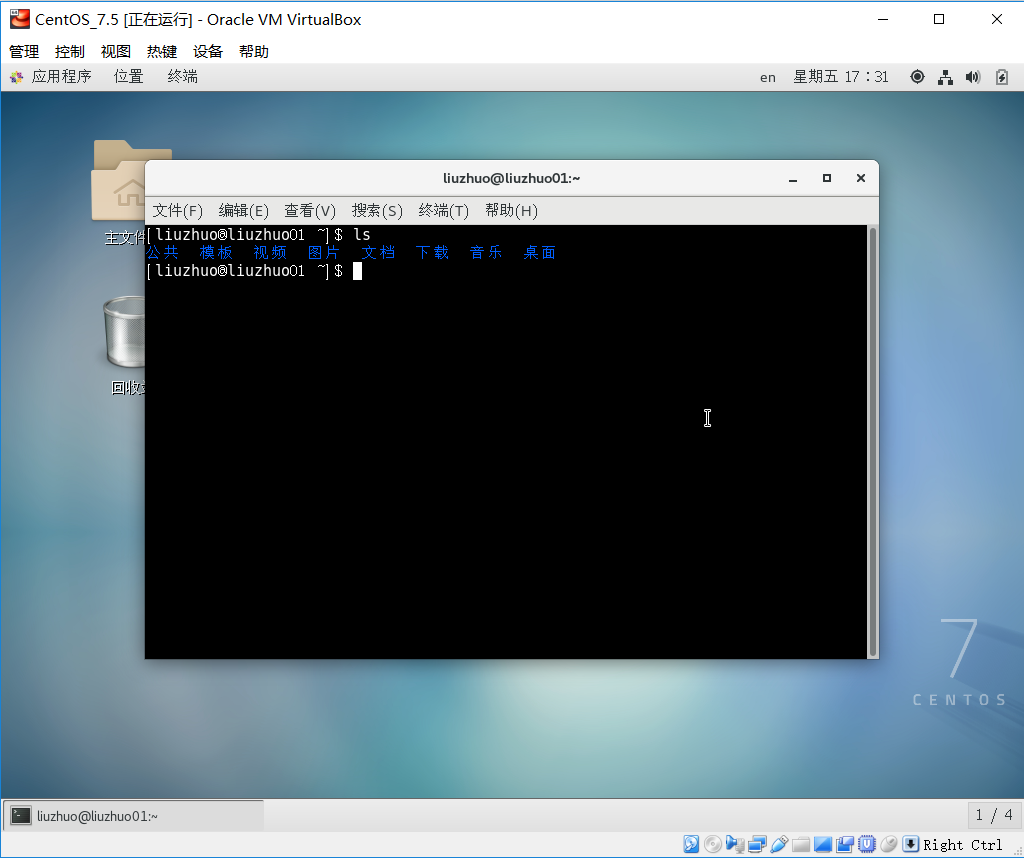 CentOS_7.5 [正在运行] - Oracle VM VirtualBox
管理 控制 视图 热键 设备 帮助
应用程序 位置 终端 en 星期五 17：31
liuzhuo@liuzhuo01:~
文件(F) 编辑(E) 查看(V) 搜索(S) 终端(T) 帮助(H)
主文件
[liuzhuo@liuzhuo01 ~]$ ls
公共 模板 视频 图片 文档 下载 音乐 桌面
[liuzhuo@liuzhuo01 ~]$
回收
7
CENTOS
liuzhuo@liuzhuo01:~
1 / 4
Right Ctrl